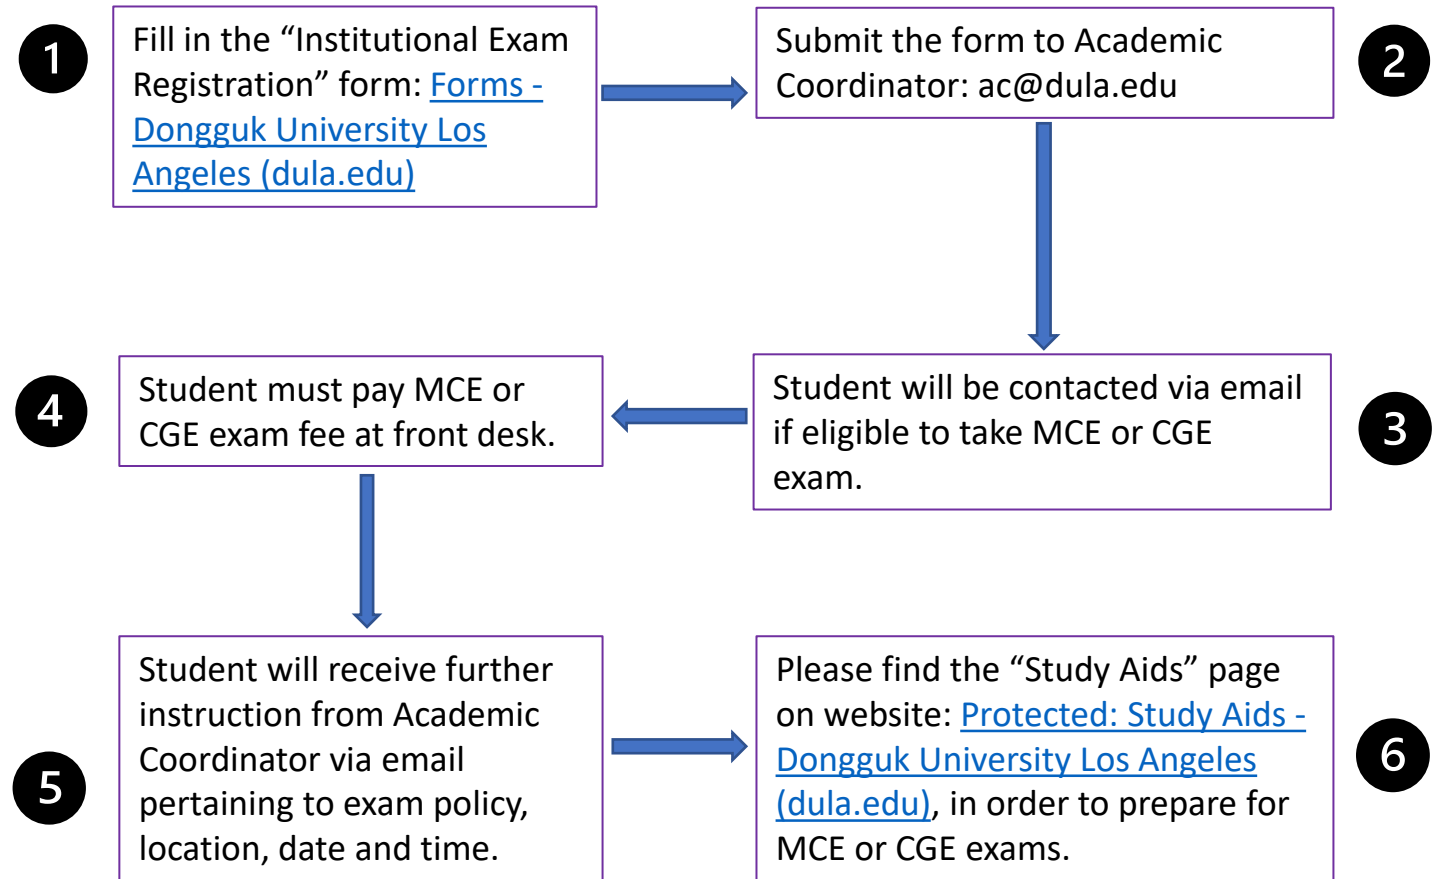 1
Fill in the “Institutional Exam
Registration” form: Forms -
Dongguk University Los
Angeles (dula.edu)
2
Submit the form to Academic
Coordinator: ac@dula.edu
3
Student will be contacted via email
if eligible to take MCE or CGE
exam.
4
Student must pay MCE or
CGE exam fee at front desk.
5
Student will receive further
instruction from Academic
Coordinator via email
pertaining to exam policy,
location, date and time.
6
Please find the “Study Aids” page
on website: Protected: Study Aids -
Dongguk University Los Angeles
(dula.edu), in order to prepare for
MCE or CGE exams.